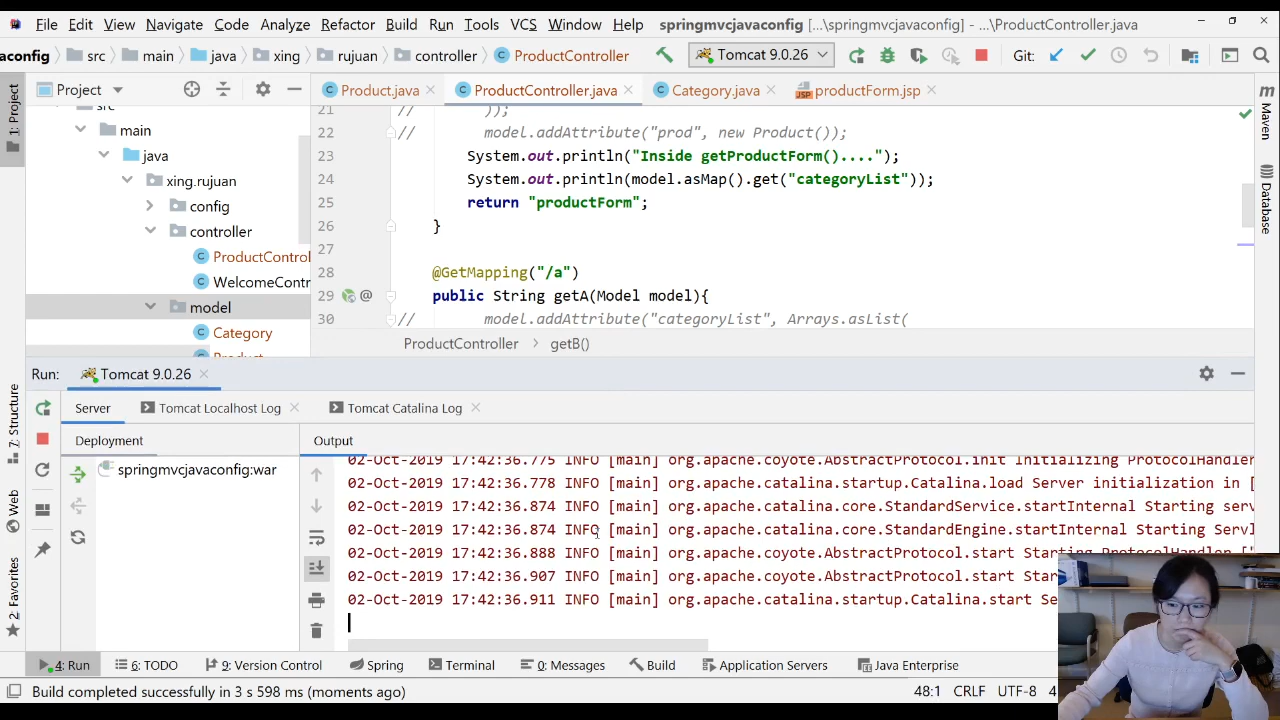 File Edit View Navigate Code Analyze Refactor Build Run Tools VCS Window Help springmvcjavaconfig [...\springmvcjavaconfig] - ...\ProductController.java
aconfig src main java xing rujuan controller ProductController Tomcat 9.0.26 Git:
Project
Product.java ProductController.java Category.java productForm.jsp
1: Project
7: Structure
Web
2: Favorites
Maven
Database
src
main
java
xing.rujuan
config
controller
ProductControl
WelcomeContr
model
Category
Product
21 // ));
22 // model.addAttribute("prod", new Product());
23 System.out.println("Inside getProductForm()....");
24 System.out.println(model.asMap().get("categoryList"));
25 return "productForm";
26 }
27
28 @GetMapping("/a")
29 @ public String getA(Model model){
30 // model.addAttribute("categoryList", Arrays.asList(
ProductController > getB()
Run: Tomcat 9.0.26
Server Tomcat Localhost Log Tomcat Catalina Log
Deployment
springmvcjavaconfig:war
Output
02-Oct-2019 17:42:36.775 INFO [main] org.apache.coyote.AbstractProtocol.init Initializing ProtocolHandler
02-Oct-2019 17:42:36.778 INFO [main] org.apache.catalina.startup.Catalina.load Server initialization in [
02-Oct-2019 17:42:36.874 INFO [main] org.apache.catalina.core.StandardService.startInternal Starting serv
02-Oct-2019 17:42:36.874 INFO [main] org.apache.catalina.core.StandardEngine.startInternal Starting Servl
02-Oct-2019 17:42:36.888 INFO [main] org.apache.coyote.AbstractProtocol.start Starting ProtocolHandler ["
02-Oct-2019 17:42:36.907 INFO [main] org.apache.coyote.AbstractProtocol.start Sta
02-Oct-2019 17:42:36.911 INFO [main] org.apache.catalina.startup.Catalina.start Se
4: Run 6: TODO 9: Version Control Spring Terminal 0: Messages Build Application Servers Java Enterprise
Build completed successfully in 3 s 598 ms (moments ago) 48:1 CRLF UTF-8 4